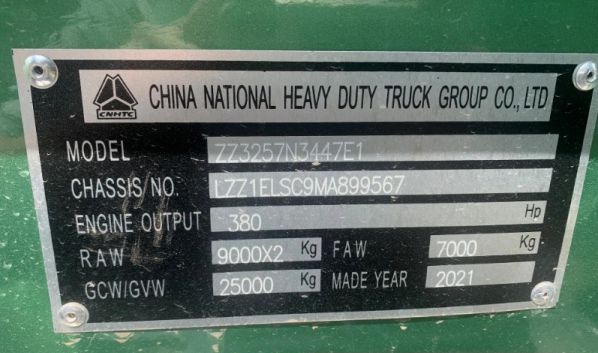 CNHTC CHINA NATIONAL HEAVY DUTY TRUCK GROUP CO., LTD
MODEL ZZ3257N3447E1
CHASSIS/NO. LZZ1ELSC9MA899567
ENGINE OUTPUT 380 Hp
RAW 9000X2 Kg FAW 7000 Kg
GCW/GVW 25000 Kg MADE YEAR 2021